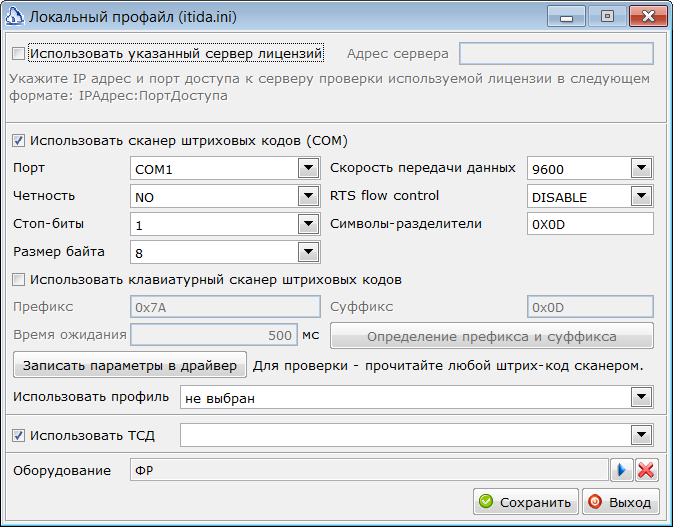 Локальный профайл (itida.ini)
Использовать указанный сервер лицензий Адрес сервера
Укажите IP адрес и порт доступа к серверу проверки используемой лицензии в следующем
формате: IPАдрес:ПортДоступа
Использовать сканер штриховых кодов (COM)
Порт COM1 Скорость передачи данных 9600
Четность NO RTS flow control DISABLE
Стоп-биты 1 Символы-разделители 0X0D
Размер байта 8
Использовать клавиатурный сканер штриховых кодов
Префикс 0x7A Суффикс 0x0D
Время ожидания 500 мс Определение префикса и суффикса
Записать параметры в драйвер Для проверки - прочитайте любой штрих-код сканером.
Использовать профиль не выбран
Использовать ТСД
Оборудование ФР
Сохранить Выход